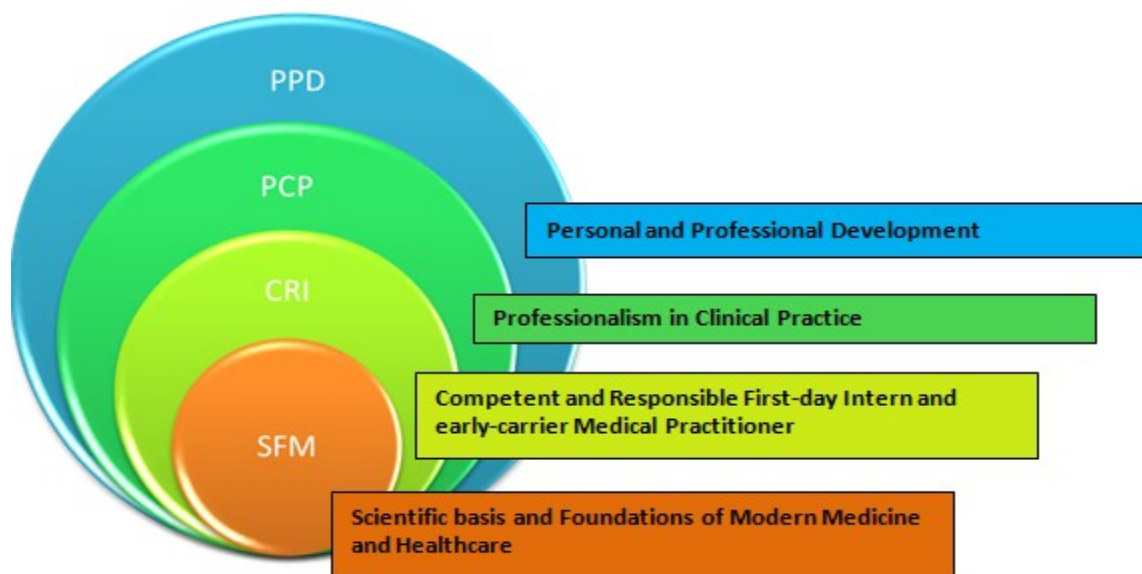 PPD
PCP
CRI
SFM
Personal and Professional Development
Professionalism in Clinical Practice
Competent and Responsible First-day Intern and
early-carrier Medical Practitioner
Scientific basis and Foundations of Modern Medicine
and Healthcare